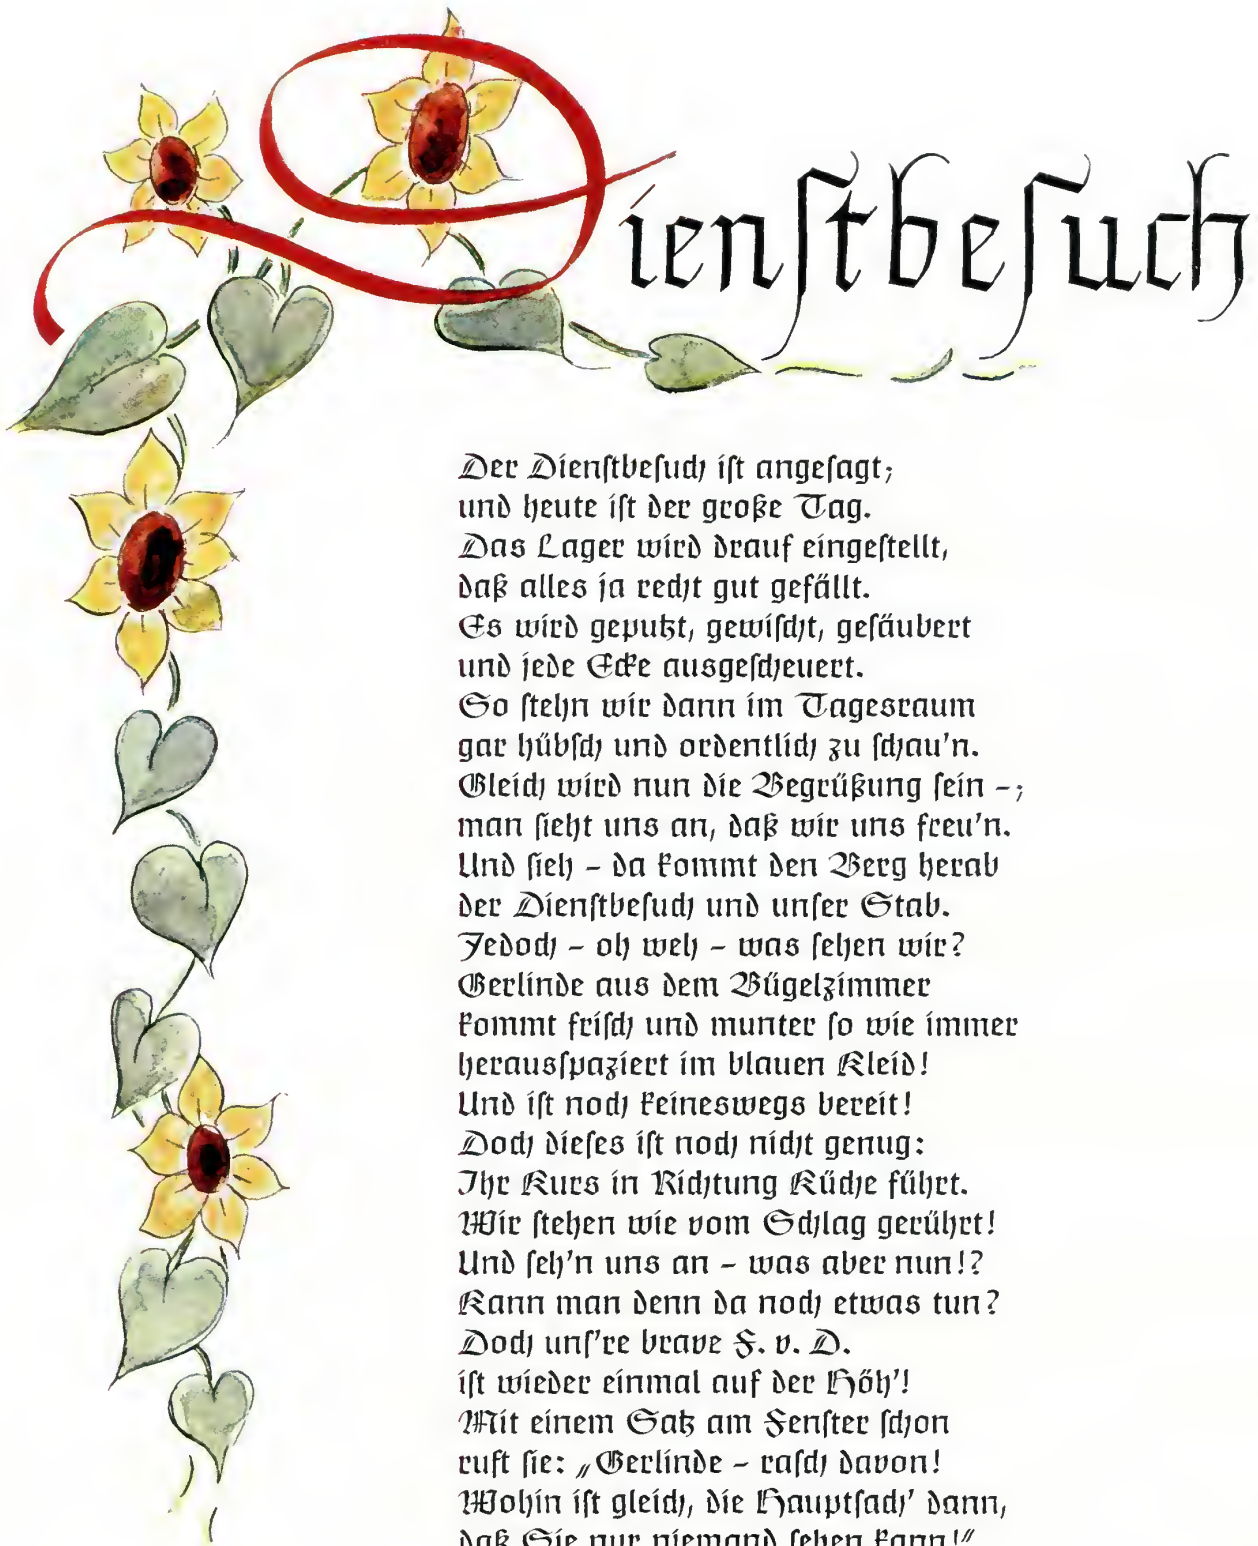 Dienstbesuch
Der Dienstbesuch ist angesagt;
und heute ist der große Tag.
Das Lager wird drauf eingestellt,
daß alles ja recht gut gefällt.
Es wird geputzt, gewischt, gesäubert
und jede Ecke ausgescheuert.
So stehn wir dann im Tagesraum
gar hübsch und ordentlich zu schau'n.
Gleich wird nun die Begrüßung sein -;
man sieht uns an, daß wir uns freu'n.
Und sieh - da kommt den Berg herab
der Dienstbesuch und unser Stab.
Jedoch - oh weh - was sehen wir?
Gerlinde aus dem Bügelzimmer
kommt frisch und munter so wie immer
herausspaziert im blauen Kleid!
Und ist noch keineswegs bereit!
Doch dieses ist noch nicht genug:
Ihr Kurs in Richtung Küche führt.
Wir stehen wie vom Schlag gerührt!
Und seh'n uns an - was aber nun!?
Kann man denn da noch etwas tun?
Doch uns're brave F. v. D.
ist wieder einmal auf der Höh'!
Mit einem Satz am Fenster schon
ruft sie: „Gerlinde - rasch davon!
Wohin ist gleich, die Hauptsach' dann,
daß Sie nur niemand sehen kann!"